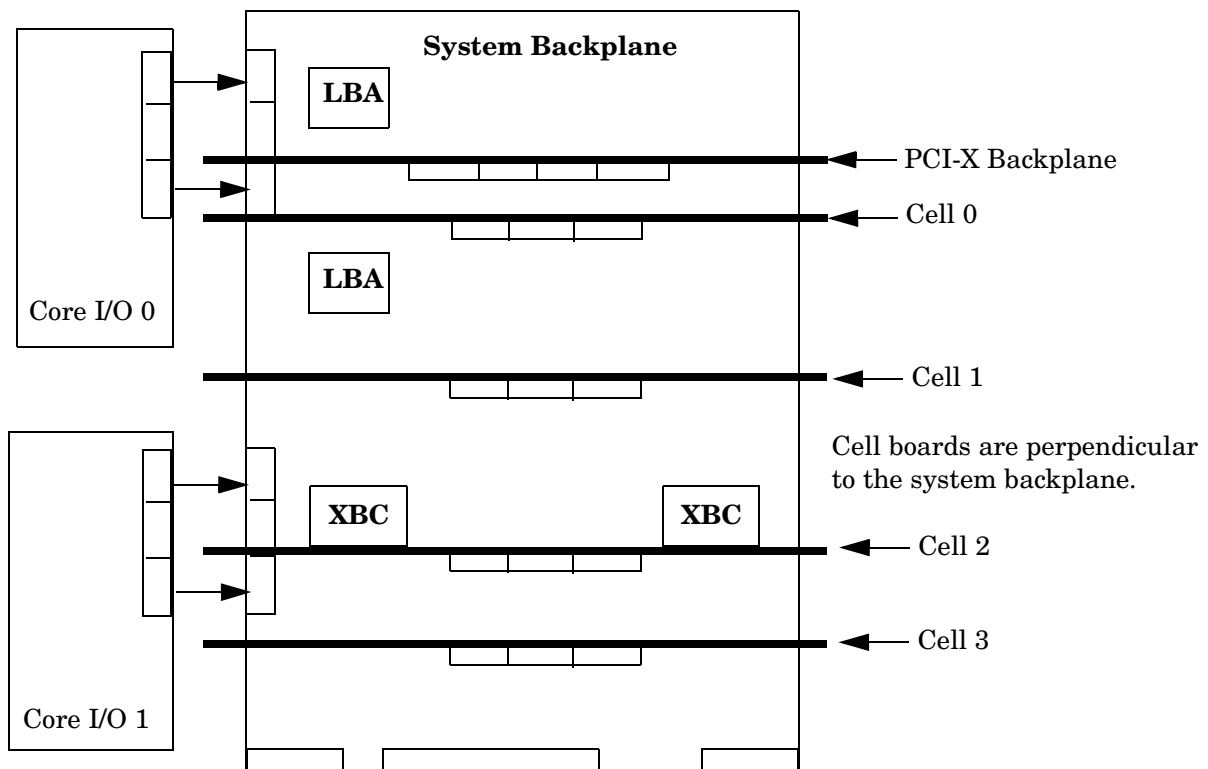 System Backplane
LBA
PCI-X Backplane
Cell 0
LBA
Core I/O 0
Cell 1
Cell boards are perpendicular
to the system backplane.
XBC
XBC
Cell 2
Cell 3
Core I/O 1